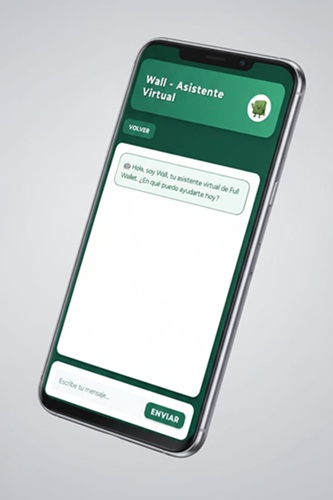 Wall - Asistente
Virtual
VOLVER
🤖 Hola, soy Wall, tu asistente virtual de Full
Wallet. ¿En qué puedo ayudarte hoy?
Escribe tu mensaje...
ENVIAR